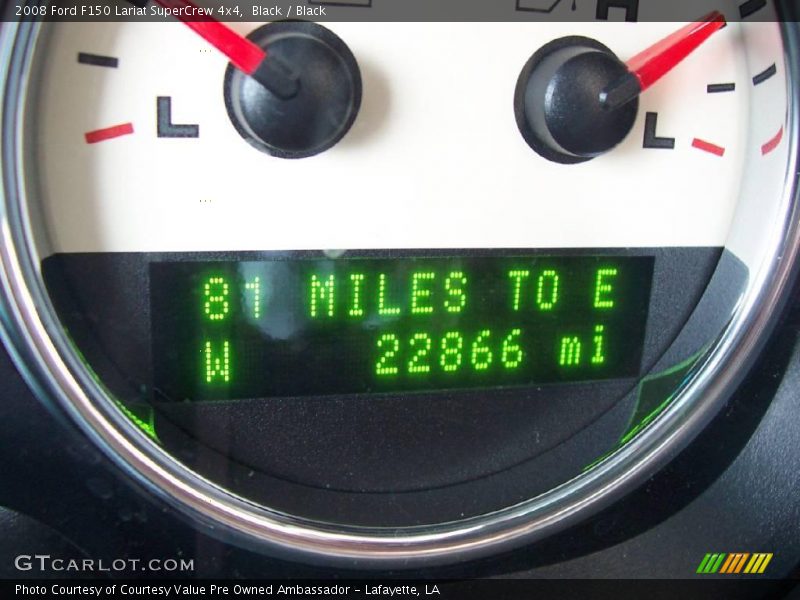 2008 Ford F150 Lariat SuperCrew 4x4, Black / Black
H
L
L
81 MILES TO E
W 22866 mi
GTCARLOT.COM
Photo Courtesy of Courtesy Value Pre Owned Ambassador - Lafayette, LA